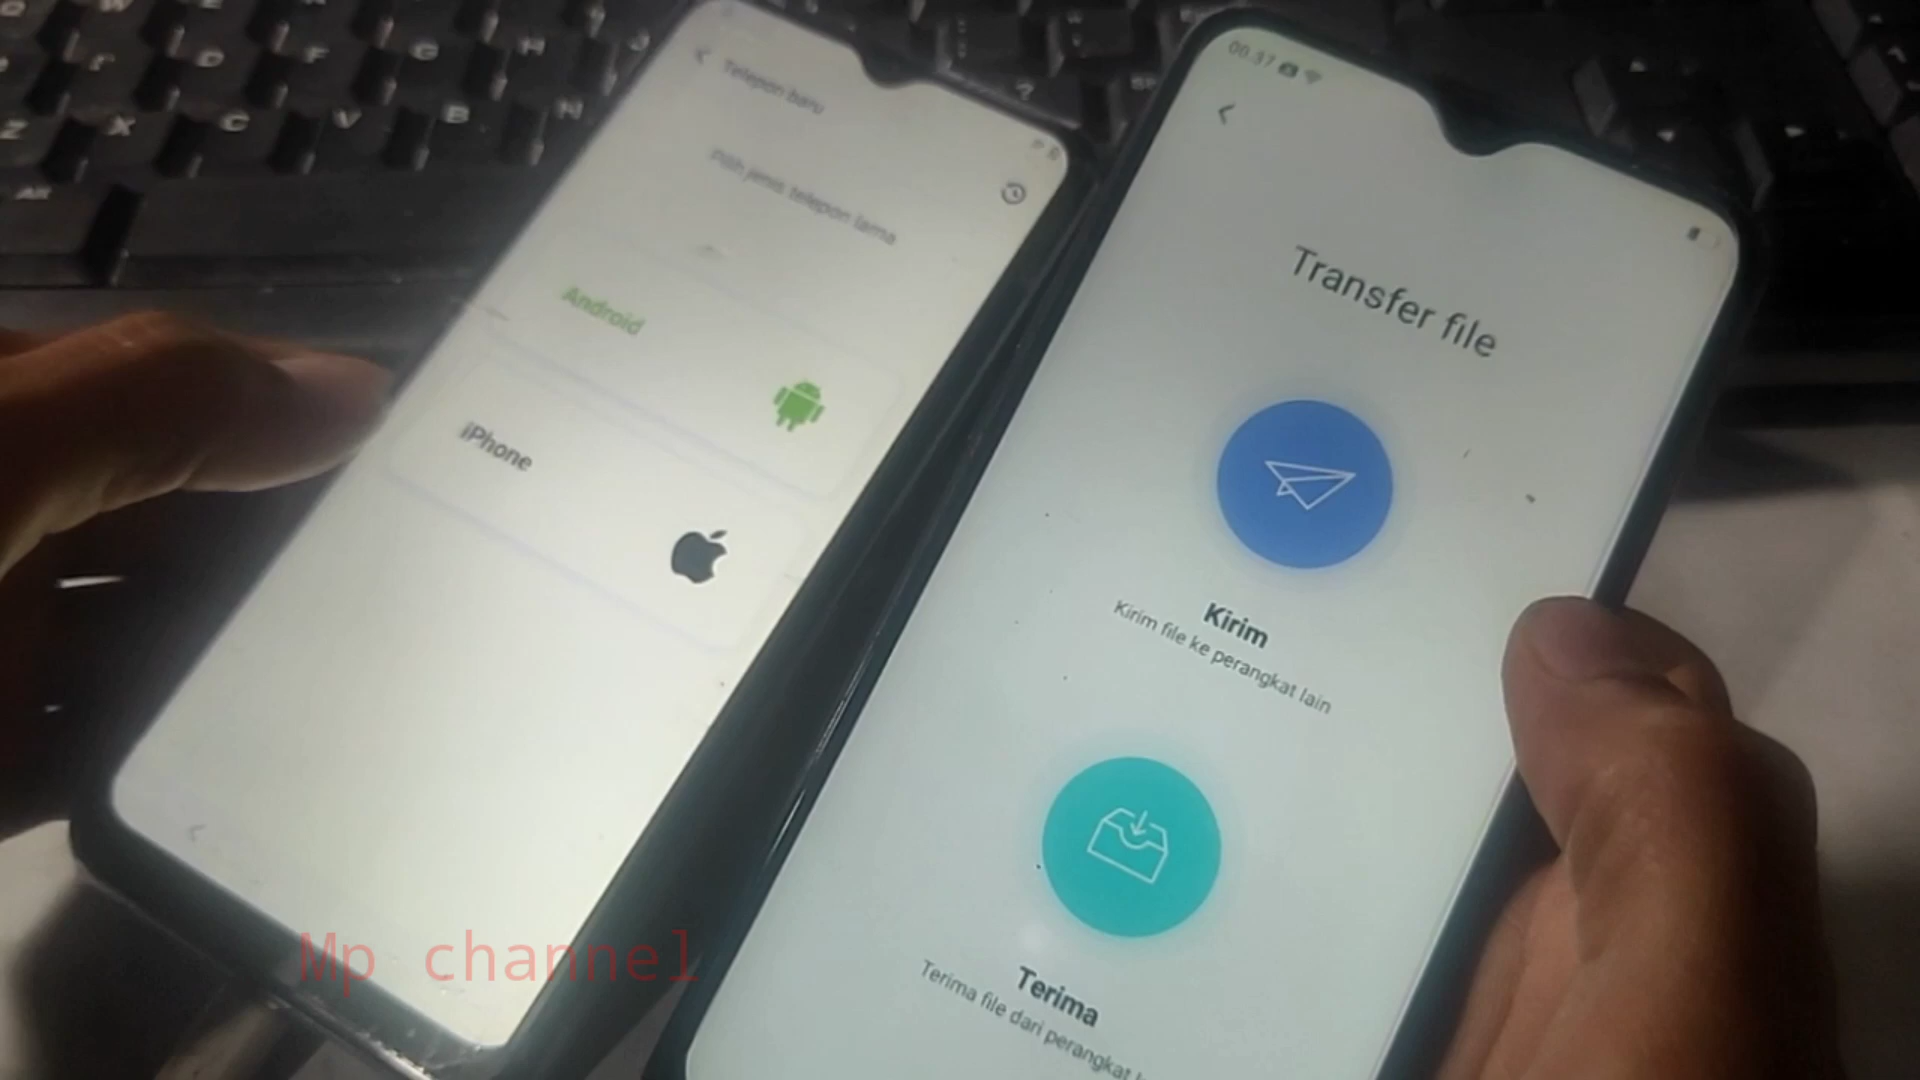 Telepon baru
Pilih jenis telepon lama
Android
iPhone
00.37
Transfer file
Kirim
Kirim file ke perangkat lain
Terima
Terima file dari perangkat
Mp channel
Z X C V B N
F G H J
Alt
?